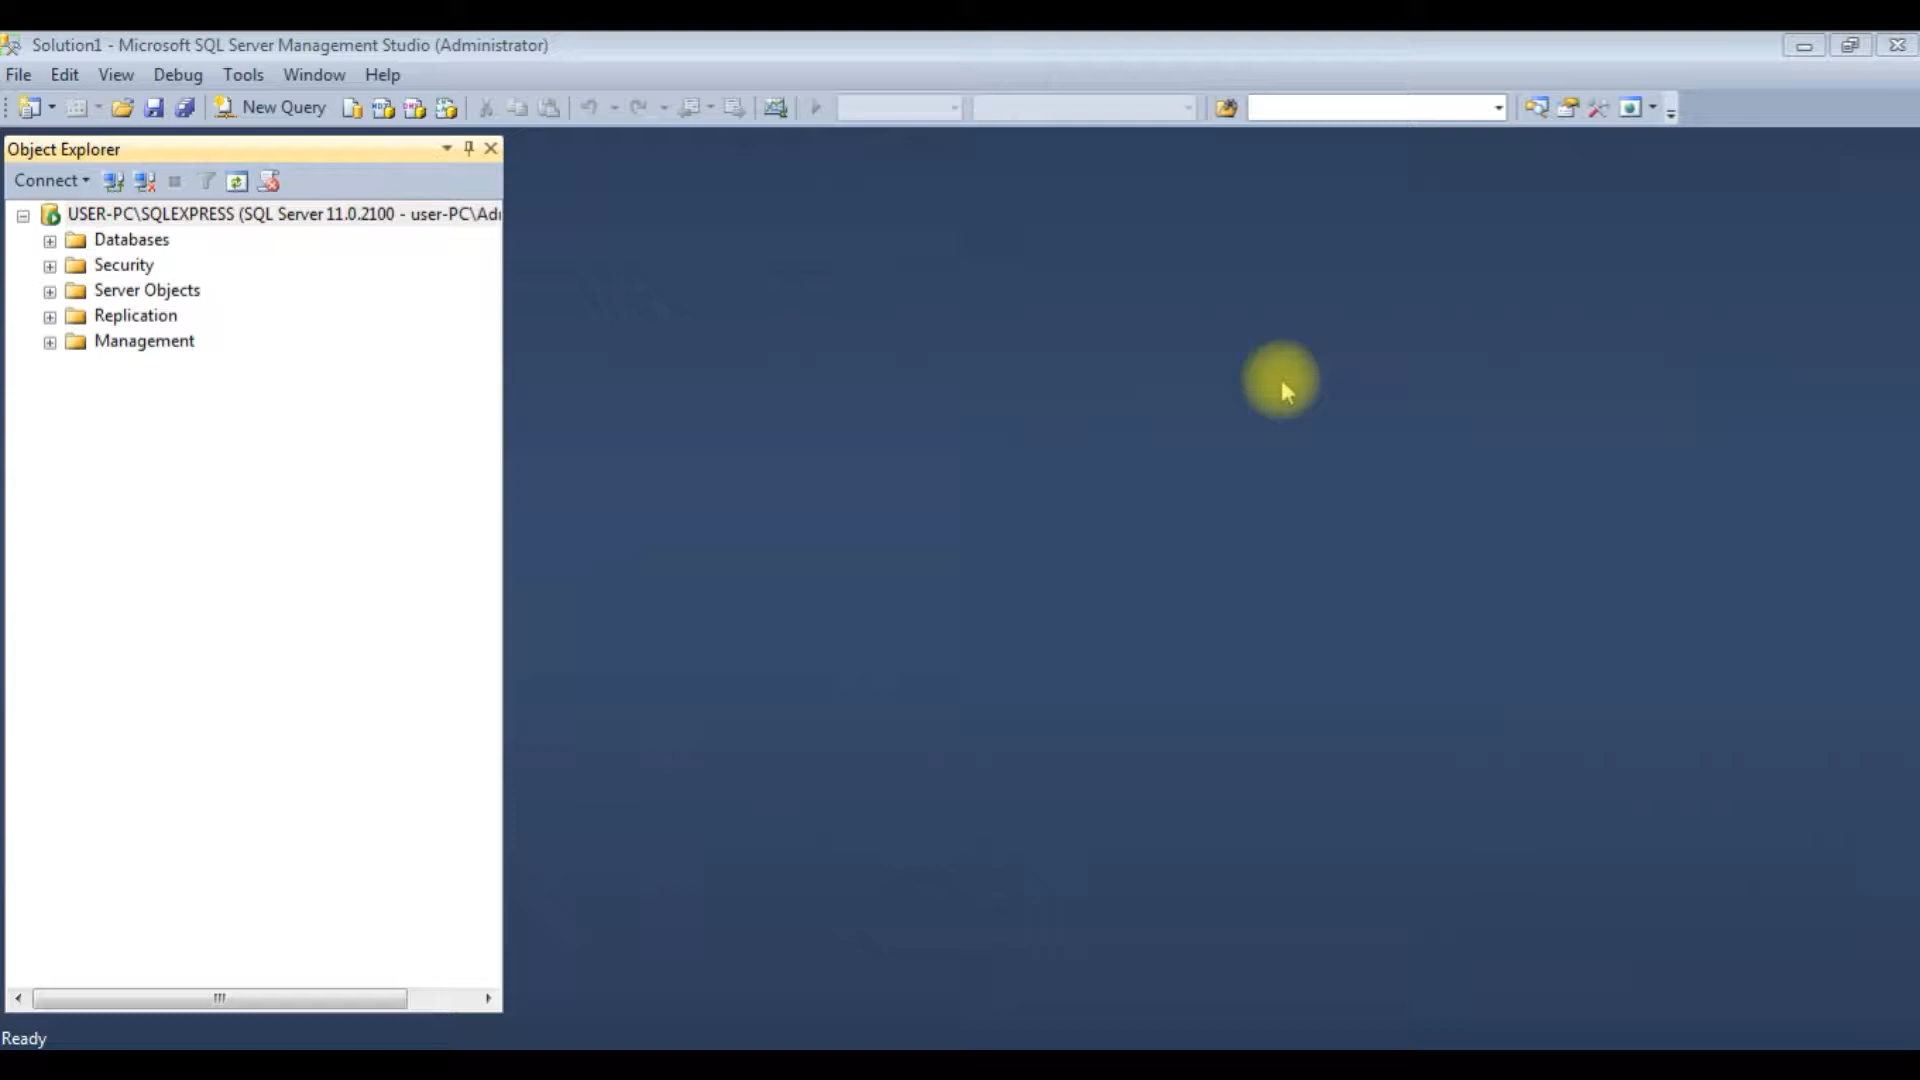 Solution1 - Microsoft SQL Server Management Studio (Administrator)
File Edit View Debug Tools Window Help
New Query
Object Explorer
Connect
USER-PC\SQLEXPRESS (SQL Server 11.0.2100 - user-PC\Adı
Databases
Security
Server Objects
Replication
Management
Ready